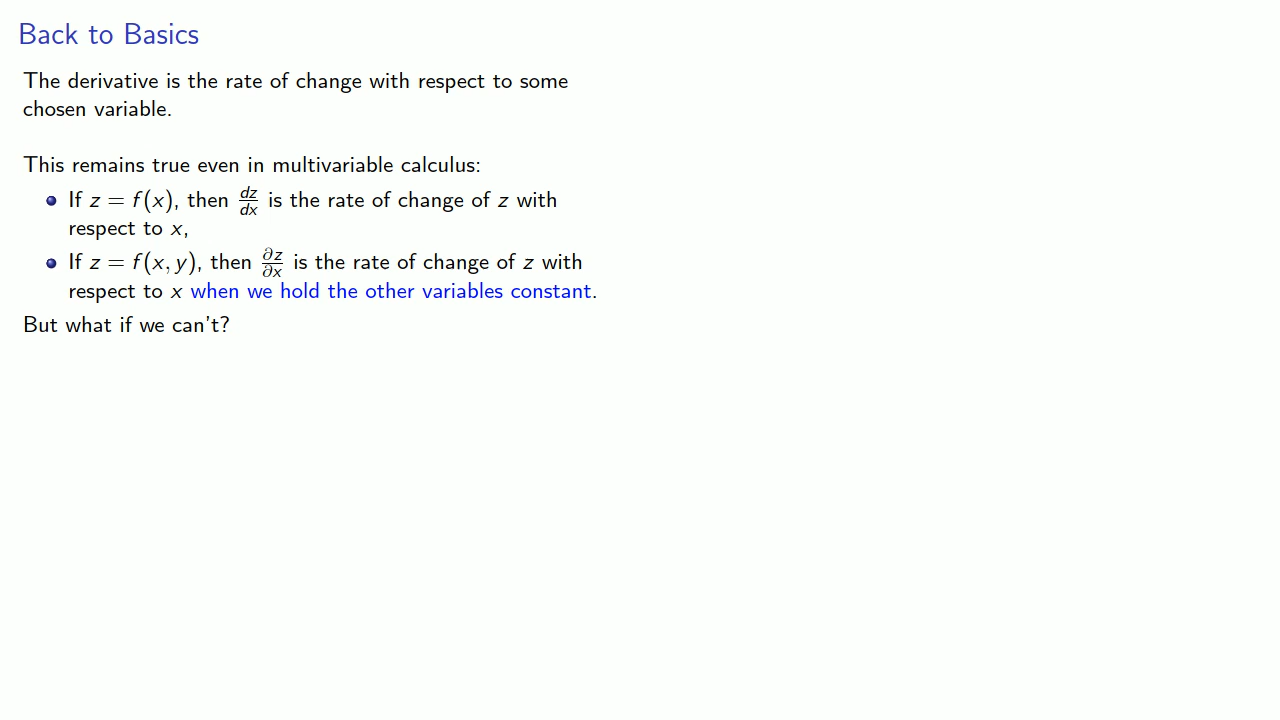 Back to Basics
The derivative is the rate of change with respect to some
chosen variable.
This remains true even in multivariable calculus:
If z = f(x), then dz/dx is the rate of change of z with
respect to x,
If z = f(x, y), then ∂z/∂x is the rate of change of z with
respect to x when we hold the other variables constant.
But what if we can't?